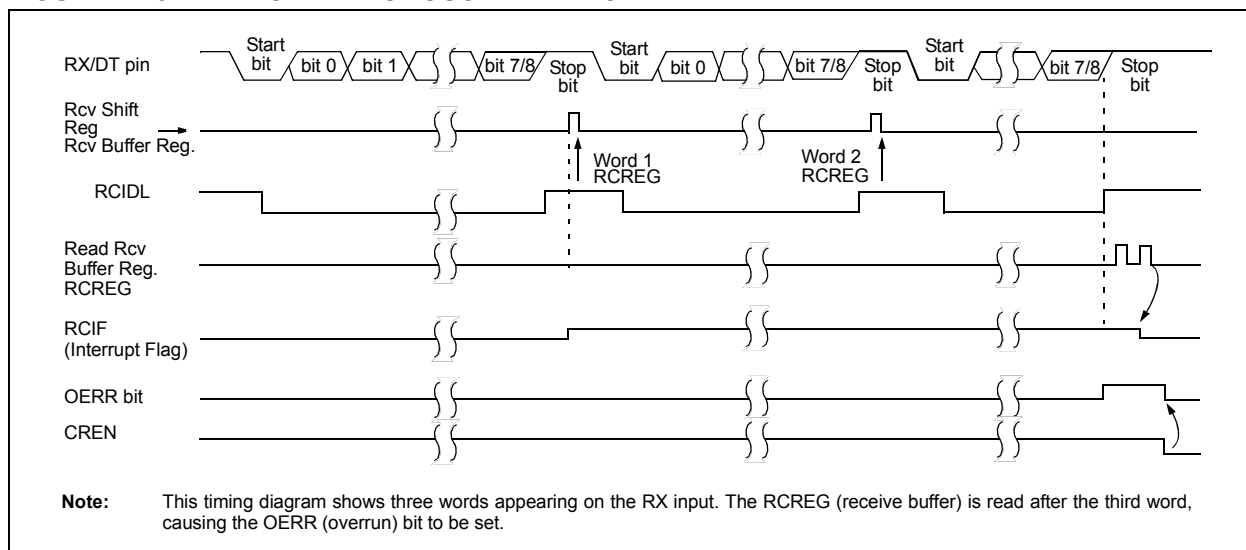 RX/DT pin
Start
bit
bit 0
bit 1
bit 7/8
Stop
bit
Start
bit
bit 0
bit 7/8
Stop
bit
Start
bit
bit 7/8
Stop
bit
Rcv Shift
Reg
Rcv Buffer Reg.
Word 1
RCREG
Word 2
RCREG
RCIDL
Read Rcv
Buffer Reg.
RCREG
RCIF
(Interrupt Flag)
OERR bit
CREN
Note: This timing diagram shows three words appearing on the RX input. The RCREG (receive buffer) is read after the third word,
causing the OERR (overrun) bit to be set.